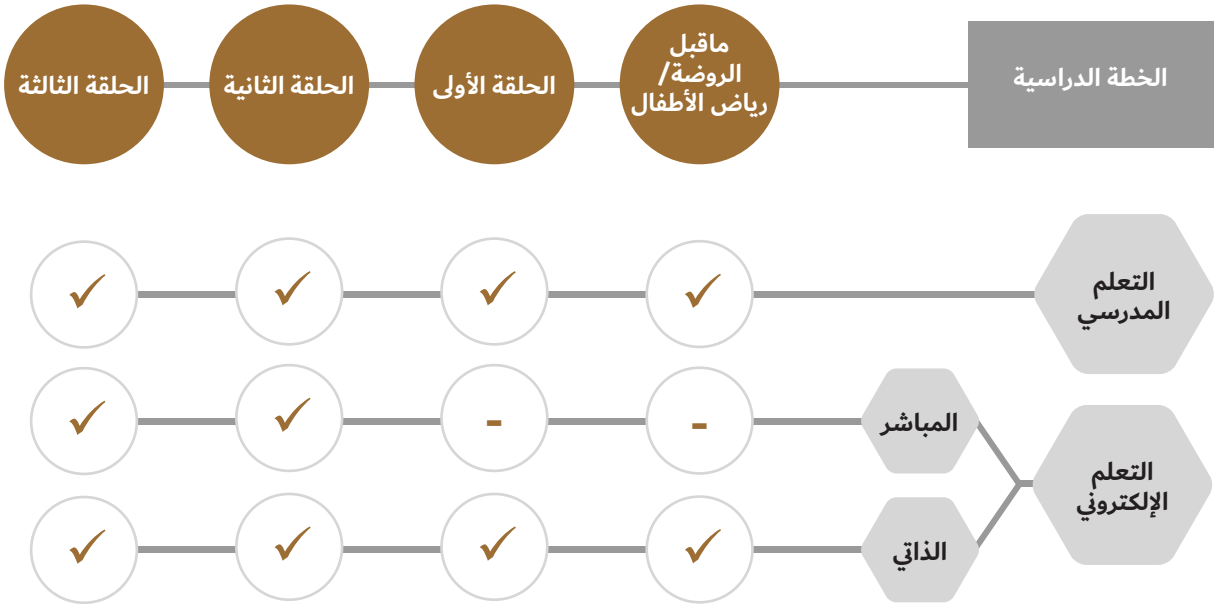 الخطة الدراسية
ماقبل
الروضة/
رياض الأطفال
الحلقة الأولى
الحلقة الثانية
الحلقة الثالثة
التعلم
المدرسي
✓
✓
✓
✓
التعلم
الإلكتروني
المباشر
-
-
✓
✓
الذاتي
✓
✓
✓
✓